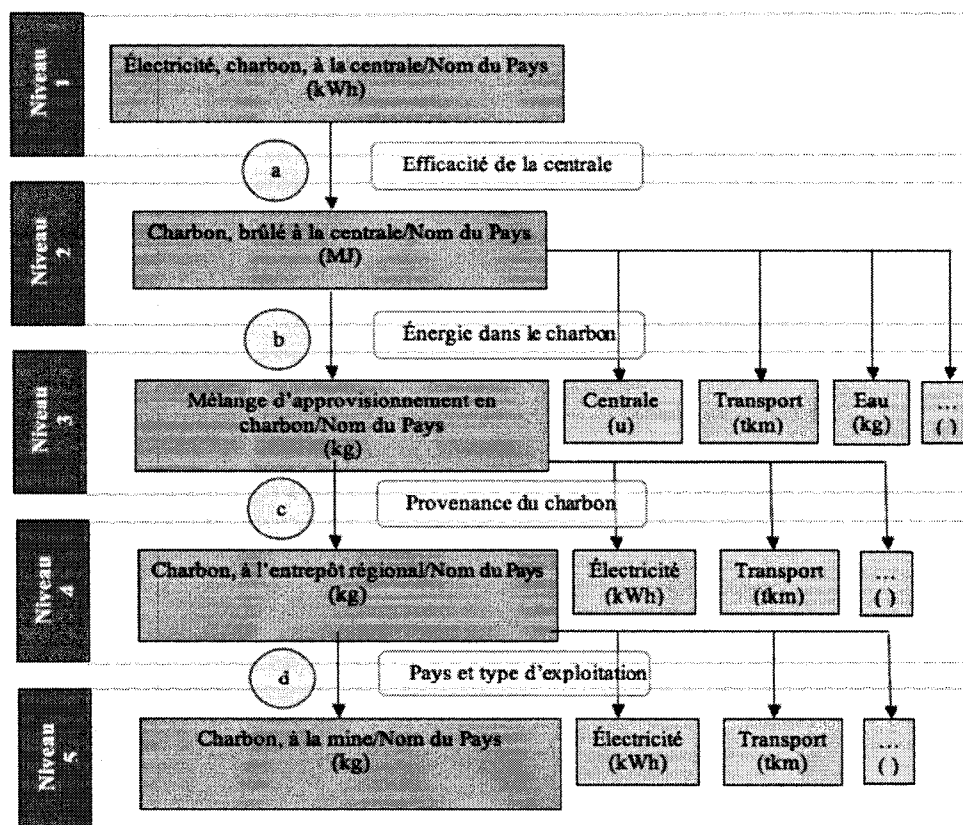 Niveau
1
Électricité, charbon, à la centrale/Nom du Pays
(kWh)
a
Efficacité de la centrale
Niveau
2
Charbon, brûlé à la centrale/Nom du Pays
(MJ)
b
Énergie dans le charbon
Niveau
3
Mélange d'approvisionnement en
charbon/Nom du Pays
(kg)
Centrale
(u)
Transport
(tkm)
Eau
(kg)
...
( )
c
Provenance du charbon
Niveau
4
Charbon, à l'entrepôt régional/Nom du Pays
(kg)
Électricité
(kWh)
Transport
(tkm)
...
( )
d
Pays et type d'exploitation
Niveau
5
Charbon, à la mine/Nom du Pays
(kg)
Électricité
(kWh)
Transport
(tkm)
...
( )